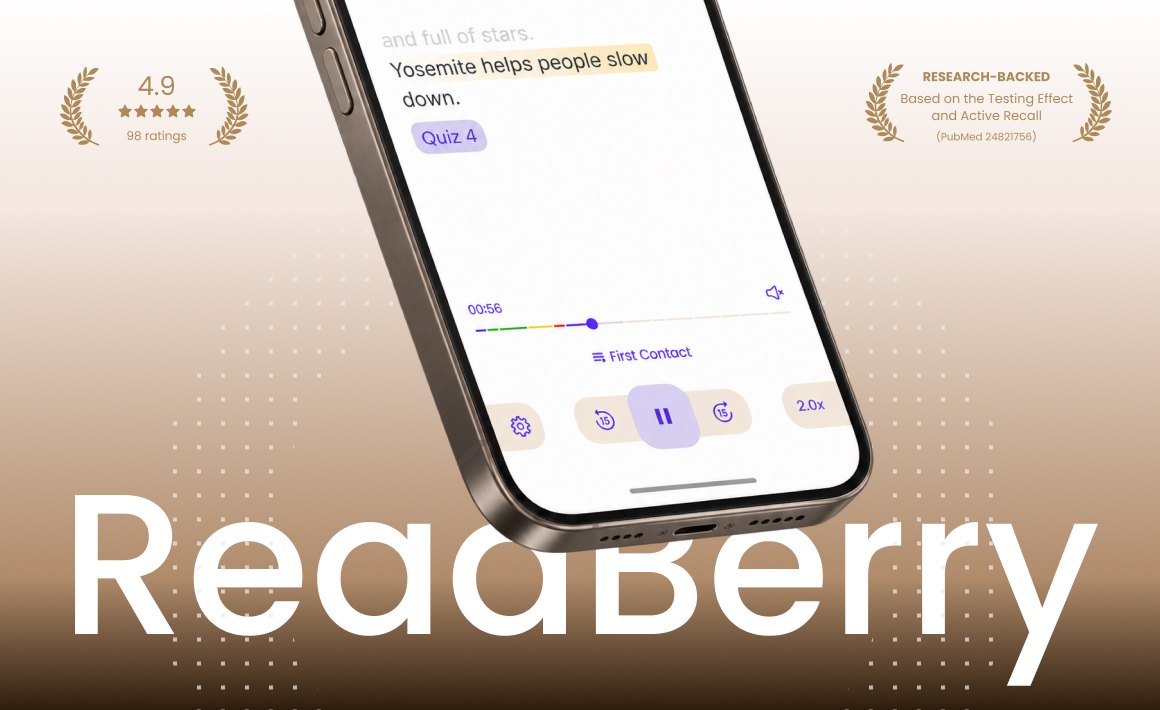 4.9
98 ratings
RESEARCH-BACKED
Based on the Testing Effect
and Active Recall
(PubMed 24821756)
and full of stars.
Yosemite helps people slow
down.
Quiz 4
00:56
First Contact
15
15
2.0x
ReadBerry